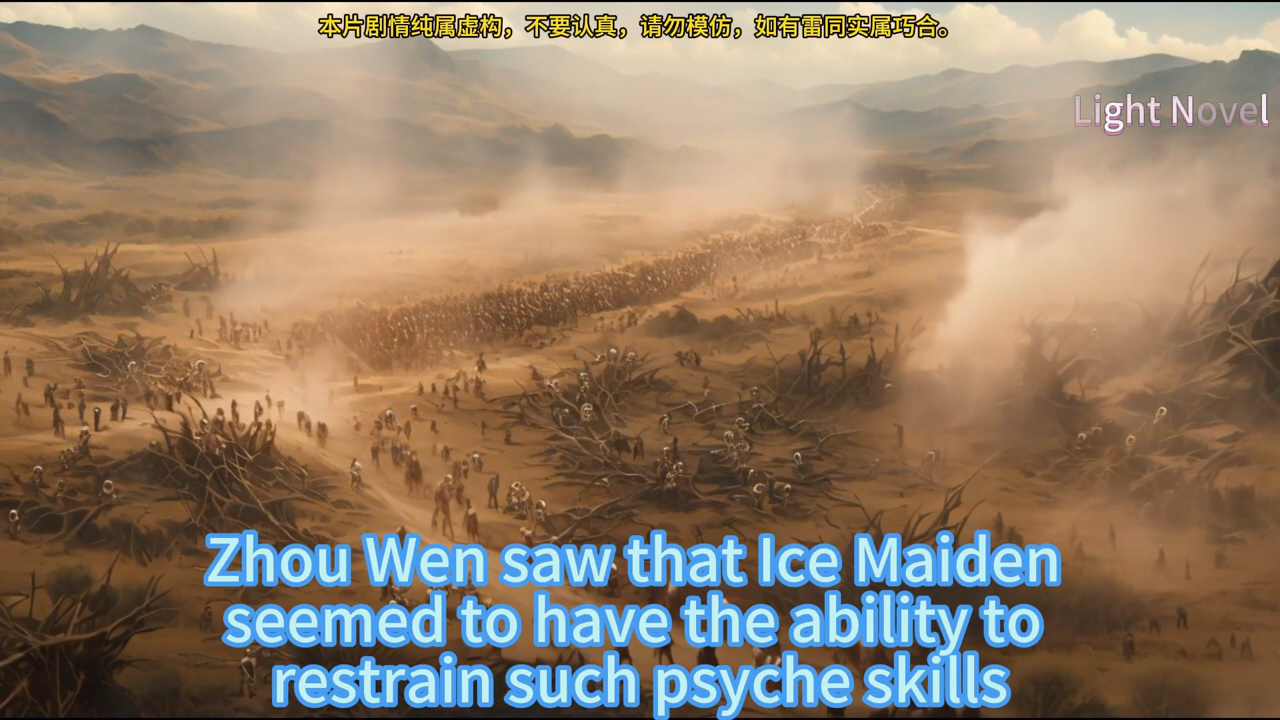 本片剧情纯属虚构，不要认真，请勿模仿，如有雷同实属巧合。
Light Novel
Zhou Wen saw that Ice Maiden
seemed to have the ability to
restrain such psyche skills